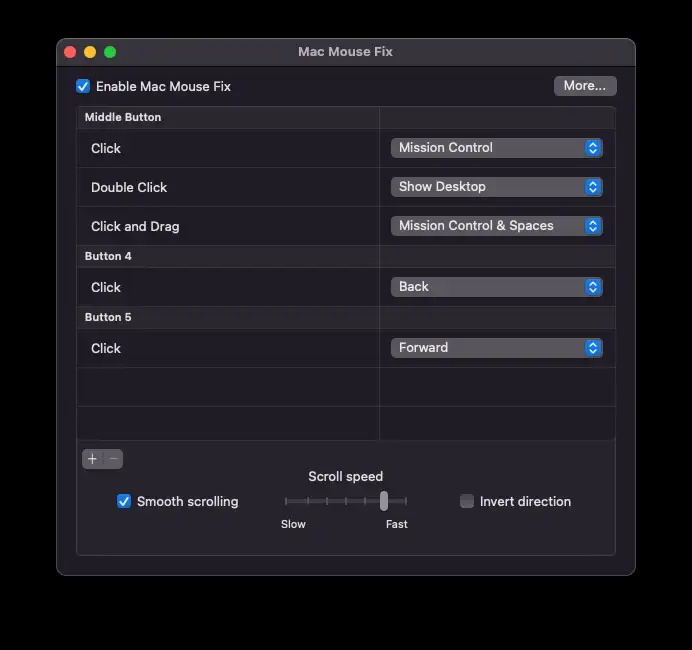 Mac Mouse Fix
Enable Mac Mouse Fix
More...
Middle Button
Click
Mission Control
Double Click
Show Desktop
Click and Drag
Mission Control & Spaces
Button 4
Click
Back
Button 5
Click
Forward
+ −
Scroll speed
Smooth scrolling
Invert direction
Slow
Fast